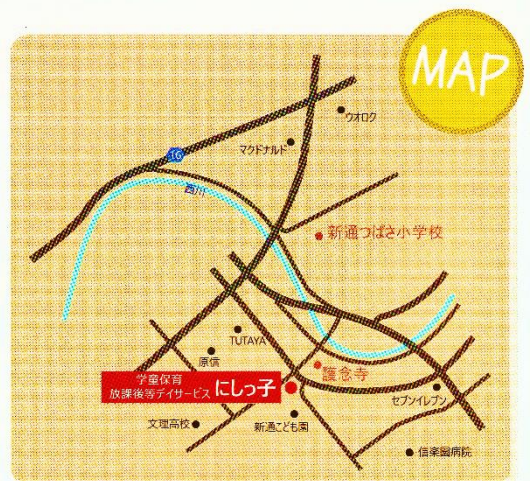 MAP
ウオロク
マクドナルド
16
西川
新通つばさ小学校
TUTAYA
原信
護念寺
学童保育
放課後等デイサービス にしっ子
セブンイレブン
文理高校
新通こども園
信楽園病院